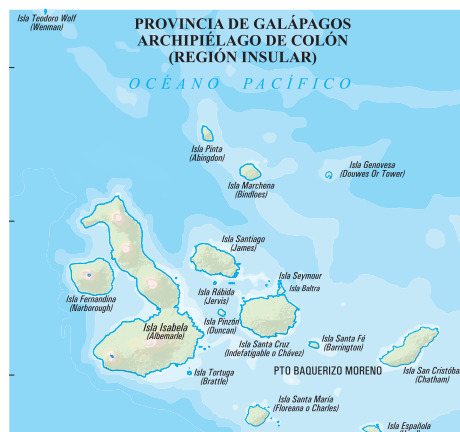 Isla Teodoro Wolf
(Wenman)
PROVINCIA DE GALÁPAGOS
ARCHIPIÉLAGO DE COLÓN
(REGIÓN INSULAR)
OCÉANO PACÍFICO
Isla Pinta
(Abingdon)
Isla Genovesa
(Douwes Or Tower)
Isla Marchena
(Bindloes)
Isla Santiago
(James)
Isla Seymour
Isla Baltra
Isla Rábida
(Jervis)
Isla Fernandina
(Narborough)
Isla Pinzón
(Duncan)
Isla Isabela
(Albemarle)
Isla Santa Cruz
(Indefatigable o Chávez)
Isla Santa Fé
(Barrington)
Isla Tortuga
(Brattle)
PTO BAQUERIZO MORENO
Isla San Cristóba
(Chatham)
Isla Santa María
(Floreana o Charles)
Isla Española